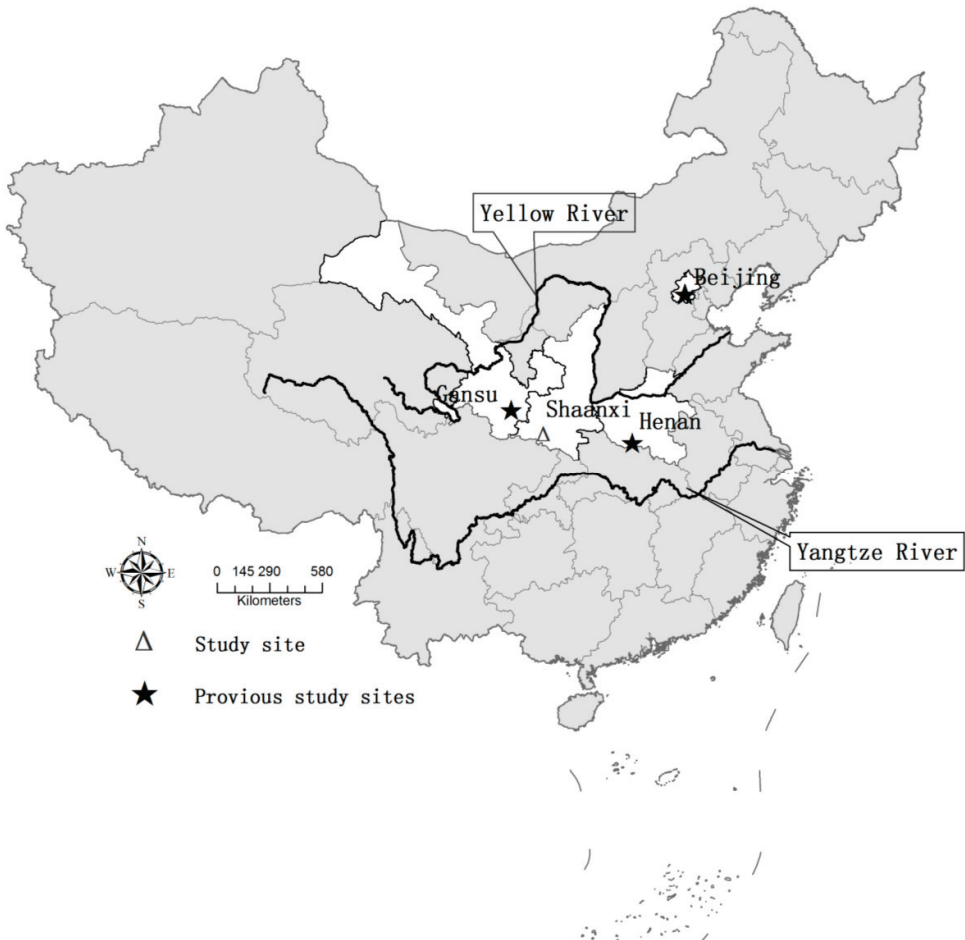 Yellow River
Beijing
Gansu
Shaanxi
Henan
Yangtze River
N
W
E
S
0 145 290 580
Kilometers
Study site
Provious study sites